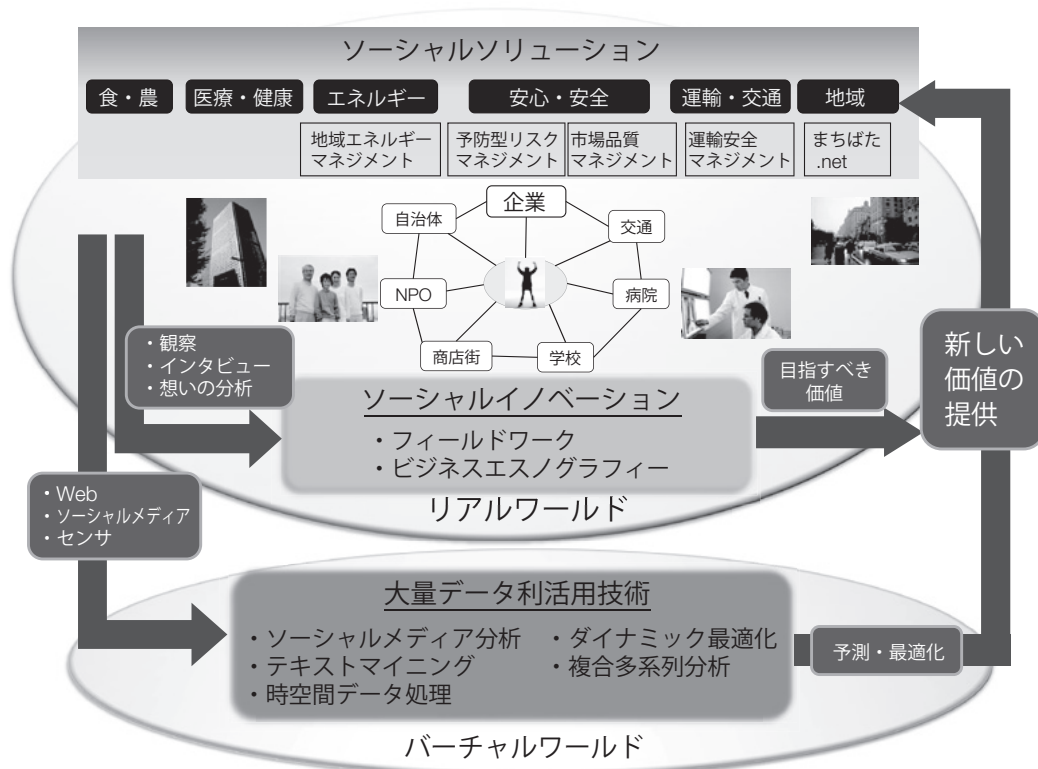 ソーシャルソリューション
食・農
医療・健康
エネルギー
安心・安全
運輸・交通
地域
地域エネルギー
マネジメント
予防型リスク
マネジメント
市場品質
マネジメント
運輸安全
マネジメント
まちばた
.net
企業
自治体
交通
NPO
病院
商店街
学校
・観察
・インタビュー
・想いの分析
ソーシャルイノベーション
・フィールドワーク
・ビジネスエスノグラフィー
目指すべき
価値
新しい
価値の
提供
リアルワールド
・Web
・ソーシャルメディア
・センサ
大量データ利活用技術
・ソーシャルメディア分析
・テキストマイニング
・時空間データ処理
・ダイナミック最適化
・複合多系列分析
予測・最適化
バーチャルワールド